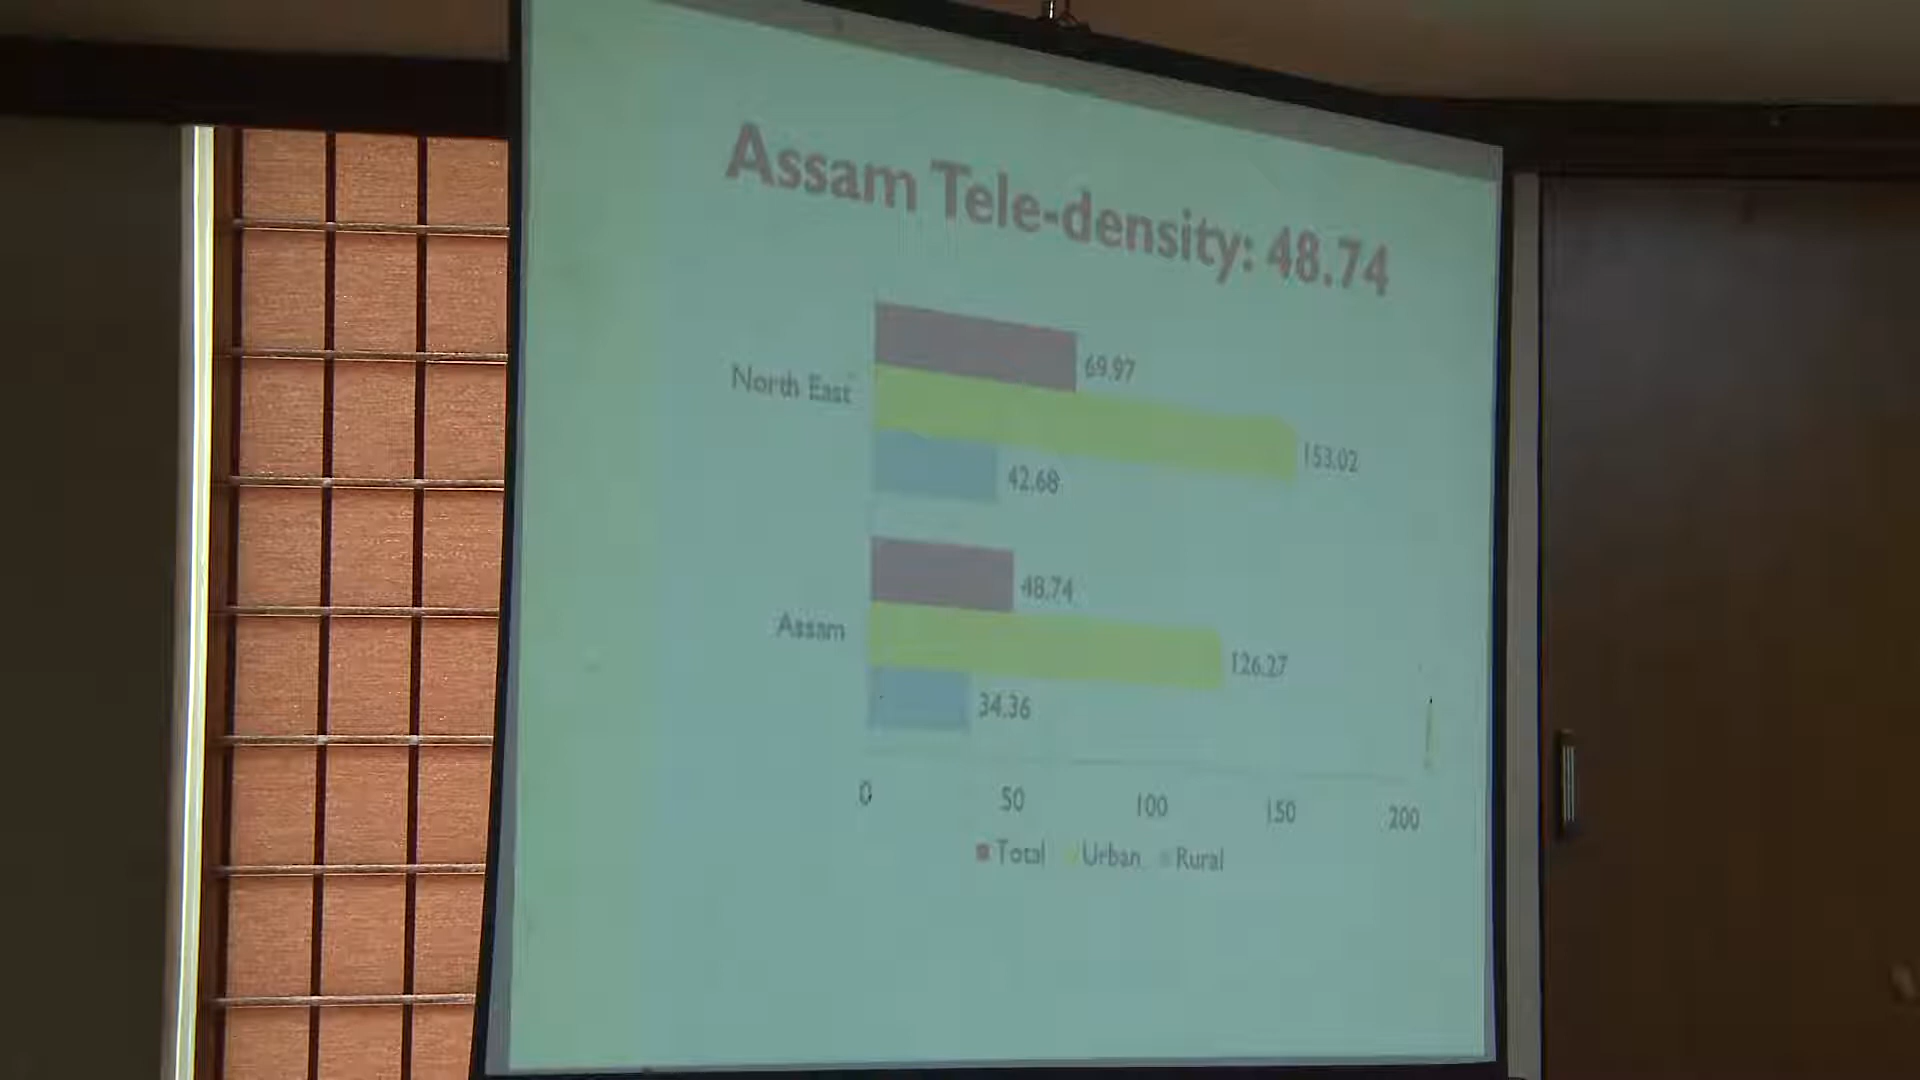 Assam Tele-density: 48.74
69.97
North East
153.02
42.68
48.74
Assam
126.27
34.36
0 50 100 150 200
Total Urban Rural